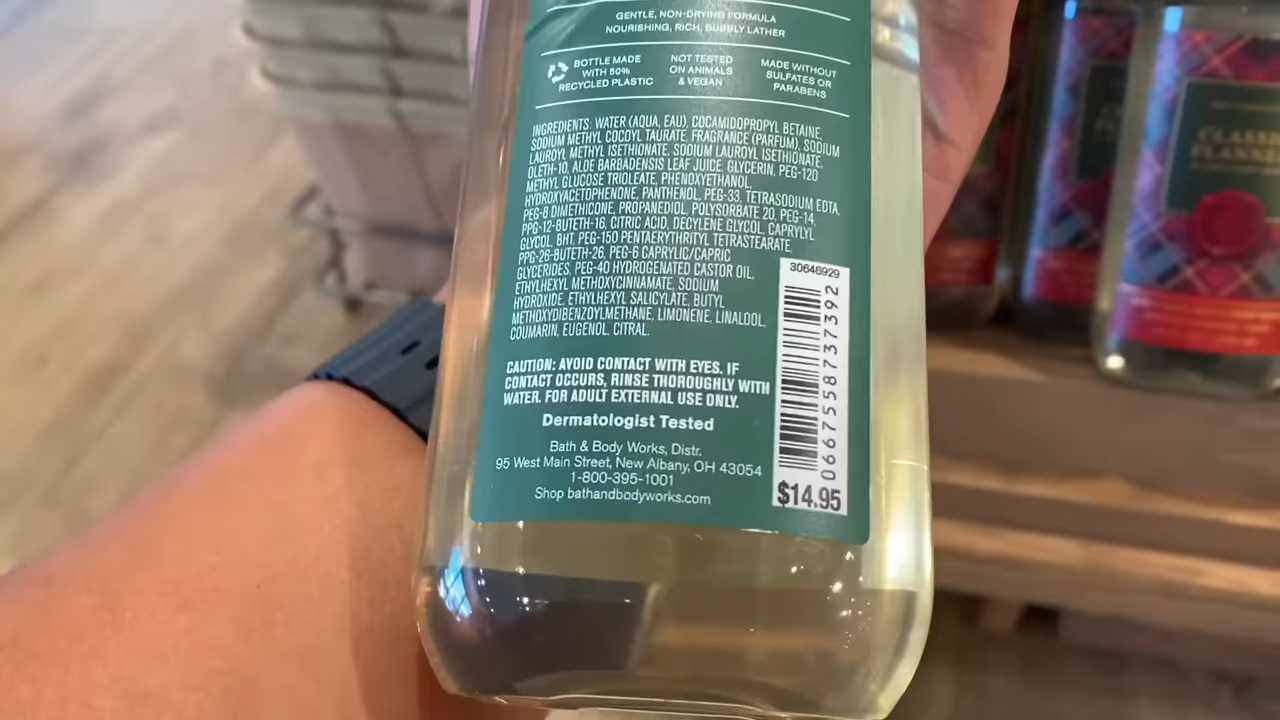 GENTLE, NON-DRYING FORMULA
NOURISHING, RICH, BUBBLY LATHER
BOTTLE MADE
WITH 50%
RECYCLED PLASTIC
NOT TESTED
ON ANIMALS
& VEGAN
MADE WITHOUT
SULFATES OR
PARABENS
INGREDIENTS: WATER (AQUA, EAU), COCAMIDOPROPYL BETAINE,
SODIUM METHYL COCOYL TAURATE, FRAGRANCE (PARFUM), SODIUM
LAUROYL METHYL ISETHIONATE, SODIUM LAUROYL ISETHIONATE,
OLETH-10, ALOE BARBADENSIS LEAF JUICE, GLYCERIN, PEG-120
METHYL GLUCOSE TRIOLEATE, PHENOXYETHANOL,
HYDROXYACETOPHENONE, PANTHENOL, PEG-33, TETRASODIUM EDTA,
PEG-8 DIMETHICONE, PROPANEDIOL, POLYSORBATE 20, PEG-14,
PPG-12-BUTETH-16, CITRIC ACID, DECYLENE GLYCOL, CAPRYLYL
GLYCOL, BHT, PEG-150 PENTAERYTHRITYL TETRASTEARATE,
PPG-26-BUTETH-26, PEG-6 CAPRYLIC/CAPRIC
GLYCERIDES, PEG-40 HYDROGENATED CASTOR OIL,
ETHYLHEXYL METHOXYCINNAMATE, SODIUM
HYDROXIDE, ETHYLHEXYL SALICYLATE, BUTYL
METHOXYDIBENZOYLMETHANE, LIMONENE, LINALOOL,
COUMARIN, EUGENOL, CITRAL.
CAUTION: AVOID CONTACT WITH EYES. IF
CONTACT OCCURS, RINSE THOROUGHLY WITH
WATER. FOR ADULT EXTERNAL USE ONLY.
Dermatologist Tested
Bath & Body Works, Distr.
95 West Main Street, New Albany, OH 43054
1-800-395-1001
Shop bathandbodyworks.com
30646929
0667558737392
$14.95
CLASSIC
FLANNEL